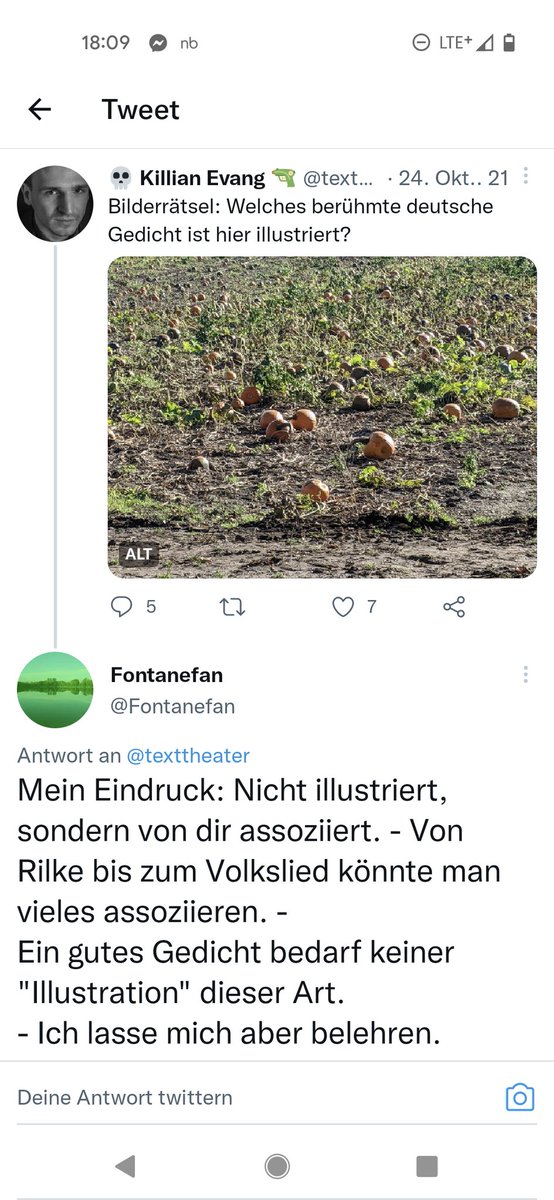 18:09 nb LTE+
Tweet
Killian Evang @text... · 24. Okt.. 21
Bilderrätsel: Welches berühmte deutsche
Gedicht ist hier illustriert?
ALT
5 7
Fontanefan
@Fontanefan
Antwort an @texttheater
Mein Eindruck: Nicht illustriert,
sondern von dir assoziiert. - Von
Rilke bis zum Volkslied könnte man
vieles assoziieren. -
Ein gutes Gedicht bedarf keiner
"Illustration" dieser Art.
- Ich lasse mich aber belehren.
Deine Antwort twittern